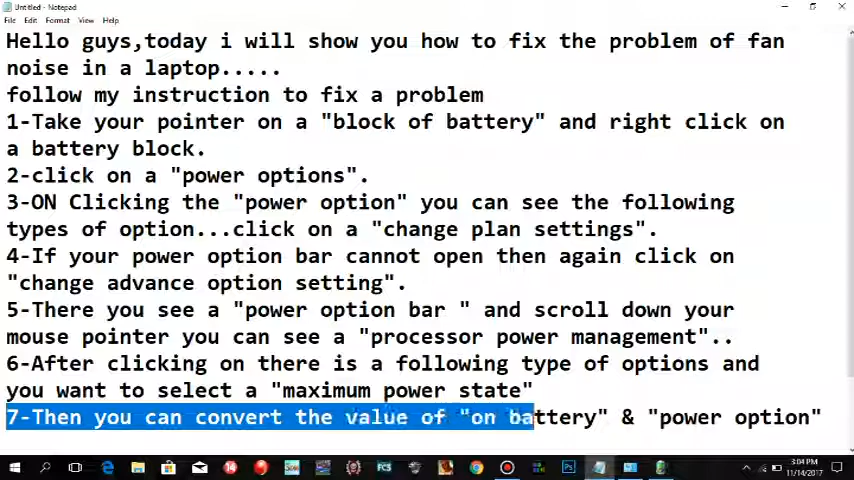 Untitled - Notepad
File Edit Format View Help
Hello guys,today i will show you how to fix the problem of fan
noise in a laptop.....
follow my instruction to fix a problem
1-Take your pointer on a "block of battery" and right click on
a battery block.
2-click on a "power options".
3-ON Clicking the "power option" you can see the following
types of option...click on a "change plan settings".
4-If your power option bar cannot open then again click on
"change advance option setting".
5-There you see a "power option bar " and scroll down your
mouse pointer you can see a "processor power management"..
6-After clicking on there is a following type of options and
you want to select a "maximum power state"
7-Then you can convert the value of "on battery" & "power option"
3:04 PM
11/14/2017